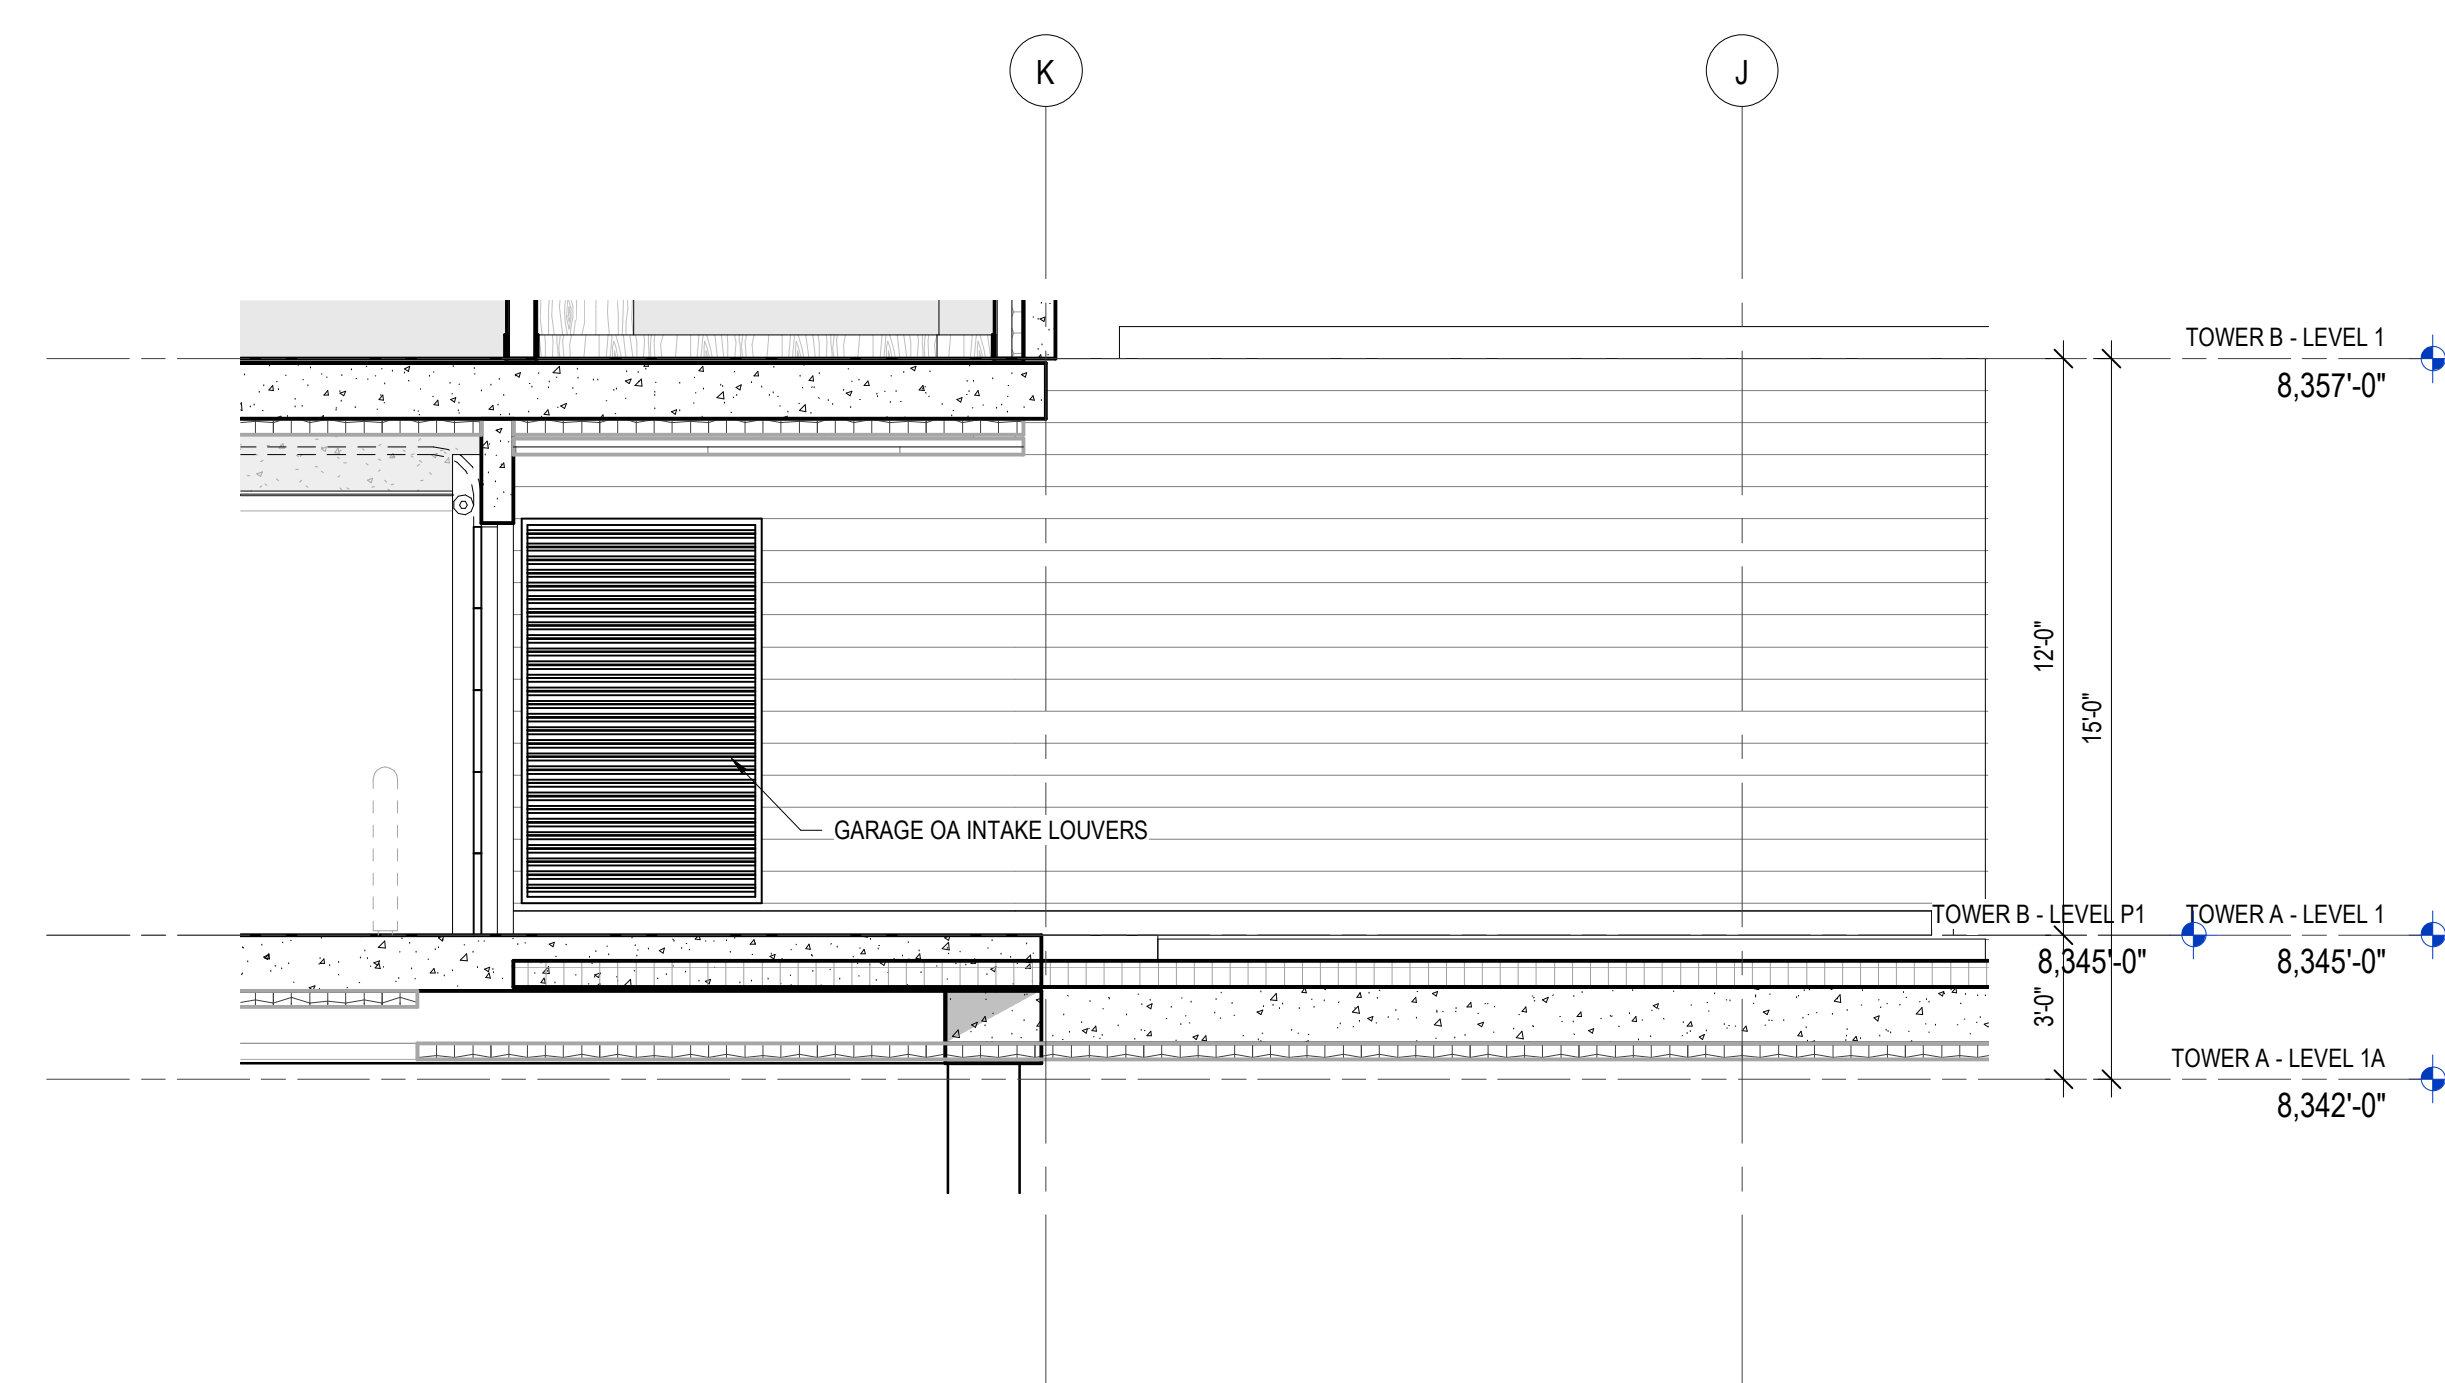 K
J
TOWER B - LEVEL 1
8,357'-0"
12'-0"
15'-0"
GARAGE OA INTAKE LOUVERS
TOWER B - LEVEL P1
8,345'-0"
TOWER A - LEVEL 1
8,345'-0"
3'-0"
TOWER A - LEVEL 1A
8,342'-0"